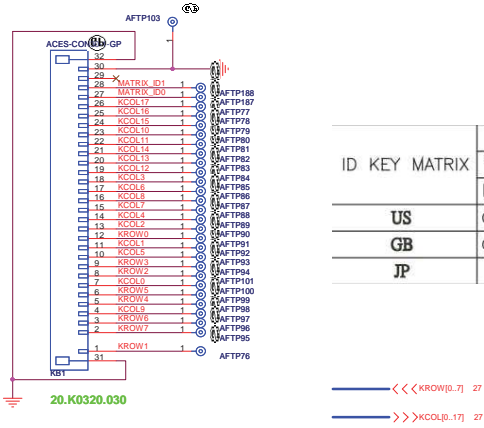 AFTP103
1
32
30
29
28 MATRIX_ID1 1 AFTP188
27 MATRIX_ID0 1 AFTP187
26 KCOL17 1 AFTP77
25 KCOL16 1 AFTP78
24 KCOL15 1 AFTP79
23 KCOL10 1 AFTP80
22 KCOL11 1 AFTP81
21 KCOL14 1 AFTP82
20 KCOL13 1 AFTP83
19 KCOL12 1 AFTP84
18 KCOL3 1 AFTP85
17 KCOL6 1 AFTP86
16 KCOL8 1 AFTP87
15 KCOL7 1 AFTP88
14 KCOL4 1 AFTP89
13 KCOL2 1 AFTP90
12 KROW0 1 AFTP91
11 KCOL1 1 AFTP92
10 KCOL5 1 AFTP93
9 KROW3 1 AFTP94
8 KROW2 1 AFTP101
7 KCOL0 1 AFTP100
6 KROW5 1 AFTP99
5 KROW4 1 AFTP98
4 KCOL9 1 AFTP97
3 KROW6 1 AFTP96
2 KROW7 1 AFTP95
1 KROW1 1 AFTP76
31
KB1
20.K0320.030
ID KEY MATRIX
US
GB
JP
KROW[0..7] 27
KCOL[0..17] 27